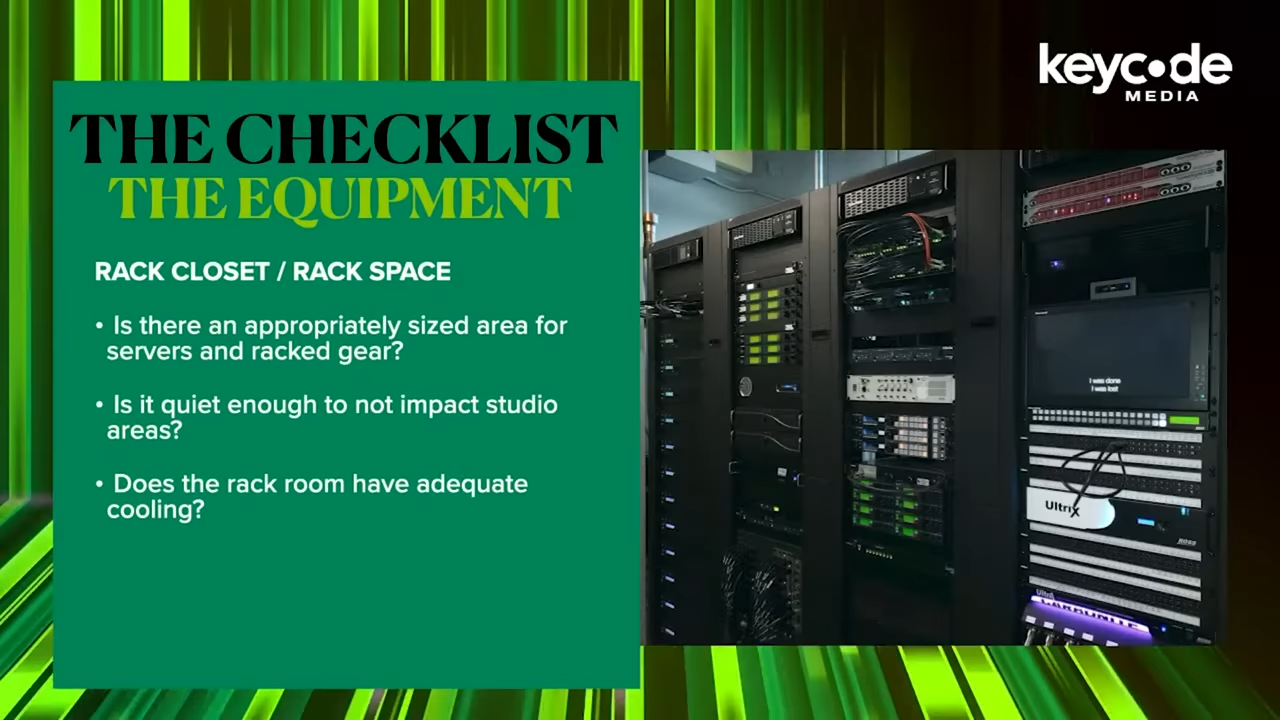 keycode
MEDIA
THE CHECKLIST
THE EQUIPMENT
RACK CLOSET / RACK SPACE
• Is there an appropriately sized area for
servers and racked gear?
• Is it quiet enough to not impact studio
areas?
• Does the rack room have adequate
cooling?
I was done
I was lost
Ultrix
ROSS
CARBONITE